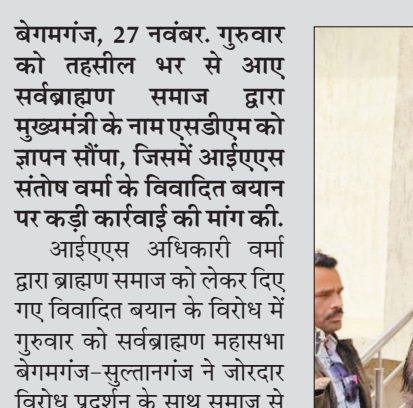 बेगमगंज, 27 नवंबर. गुरुवार
को तहसील भर से आए
सर्वब्राह्मण समाज द्वारा
मुख्यमंत्री के नाम एसडीएम को
ज्ञापन सौंपा, जिसमें आईएएस
संतोष वर्मा के विवादित बयान
पर कड़ी कार्रवाई की मांग की.
आईएएस अधिकारी वर्मा
द्वारा ब्राह्मण समाज को लेकर दिए
गए विवादित बयान के विरोध में
गुरुवार को सर्वब्राह्मण महासभा
बेगमगंज-सुल्तानगंज ने जोरदार
विरोध प्रदर्शन के साथ समाज से